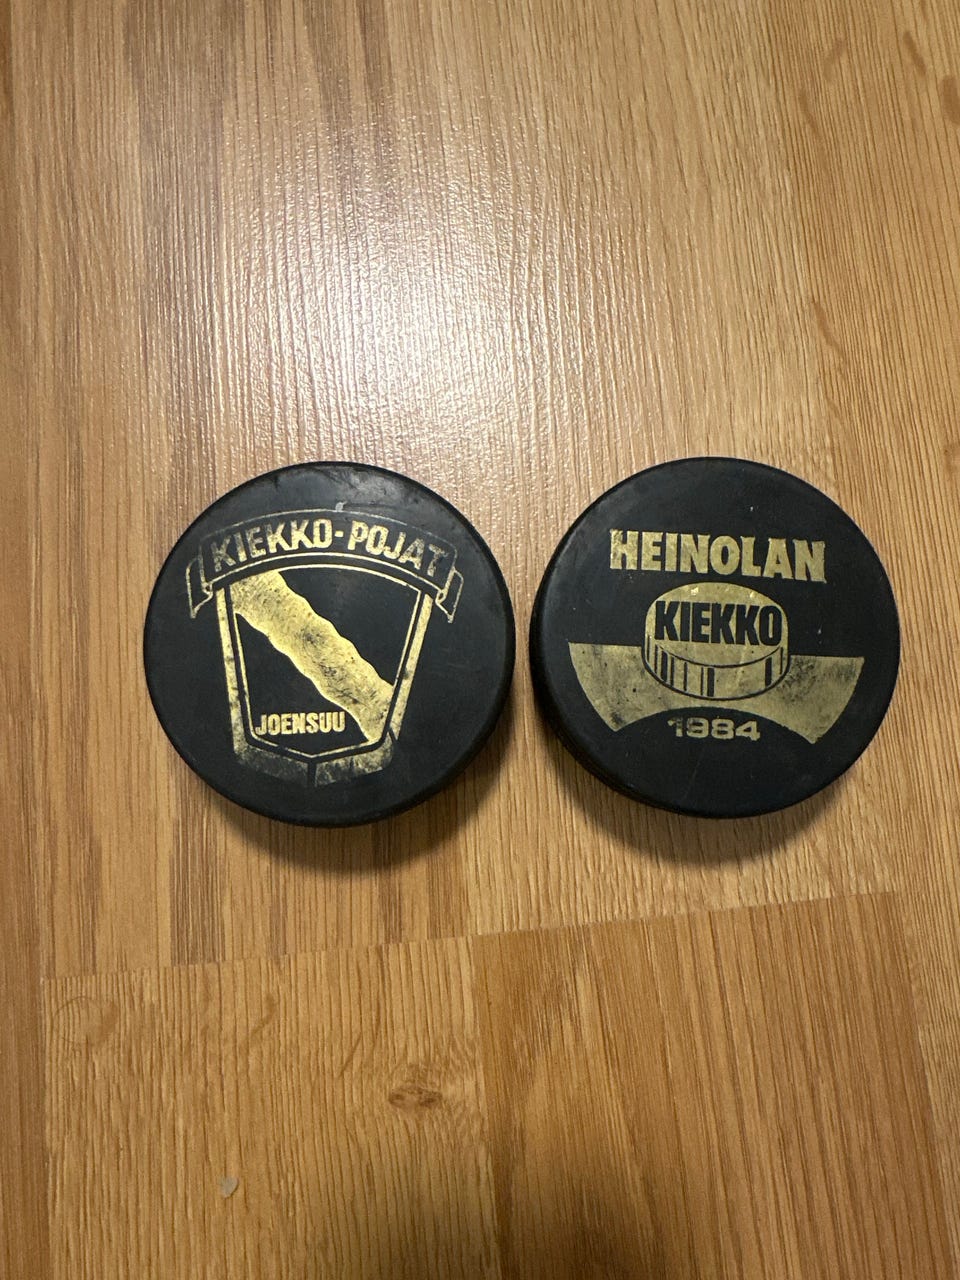 KIEKKO-POJAT
JOENSUU
HEINOLAN
KIEKKO
1984